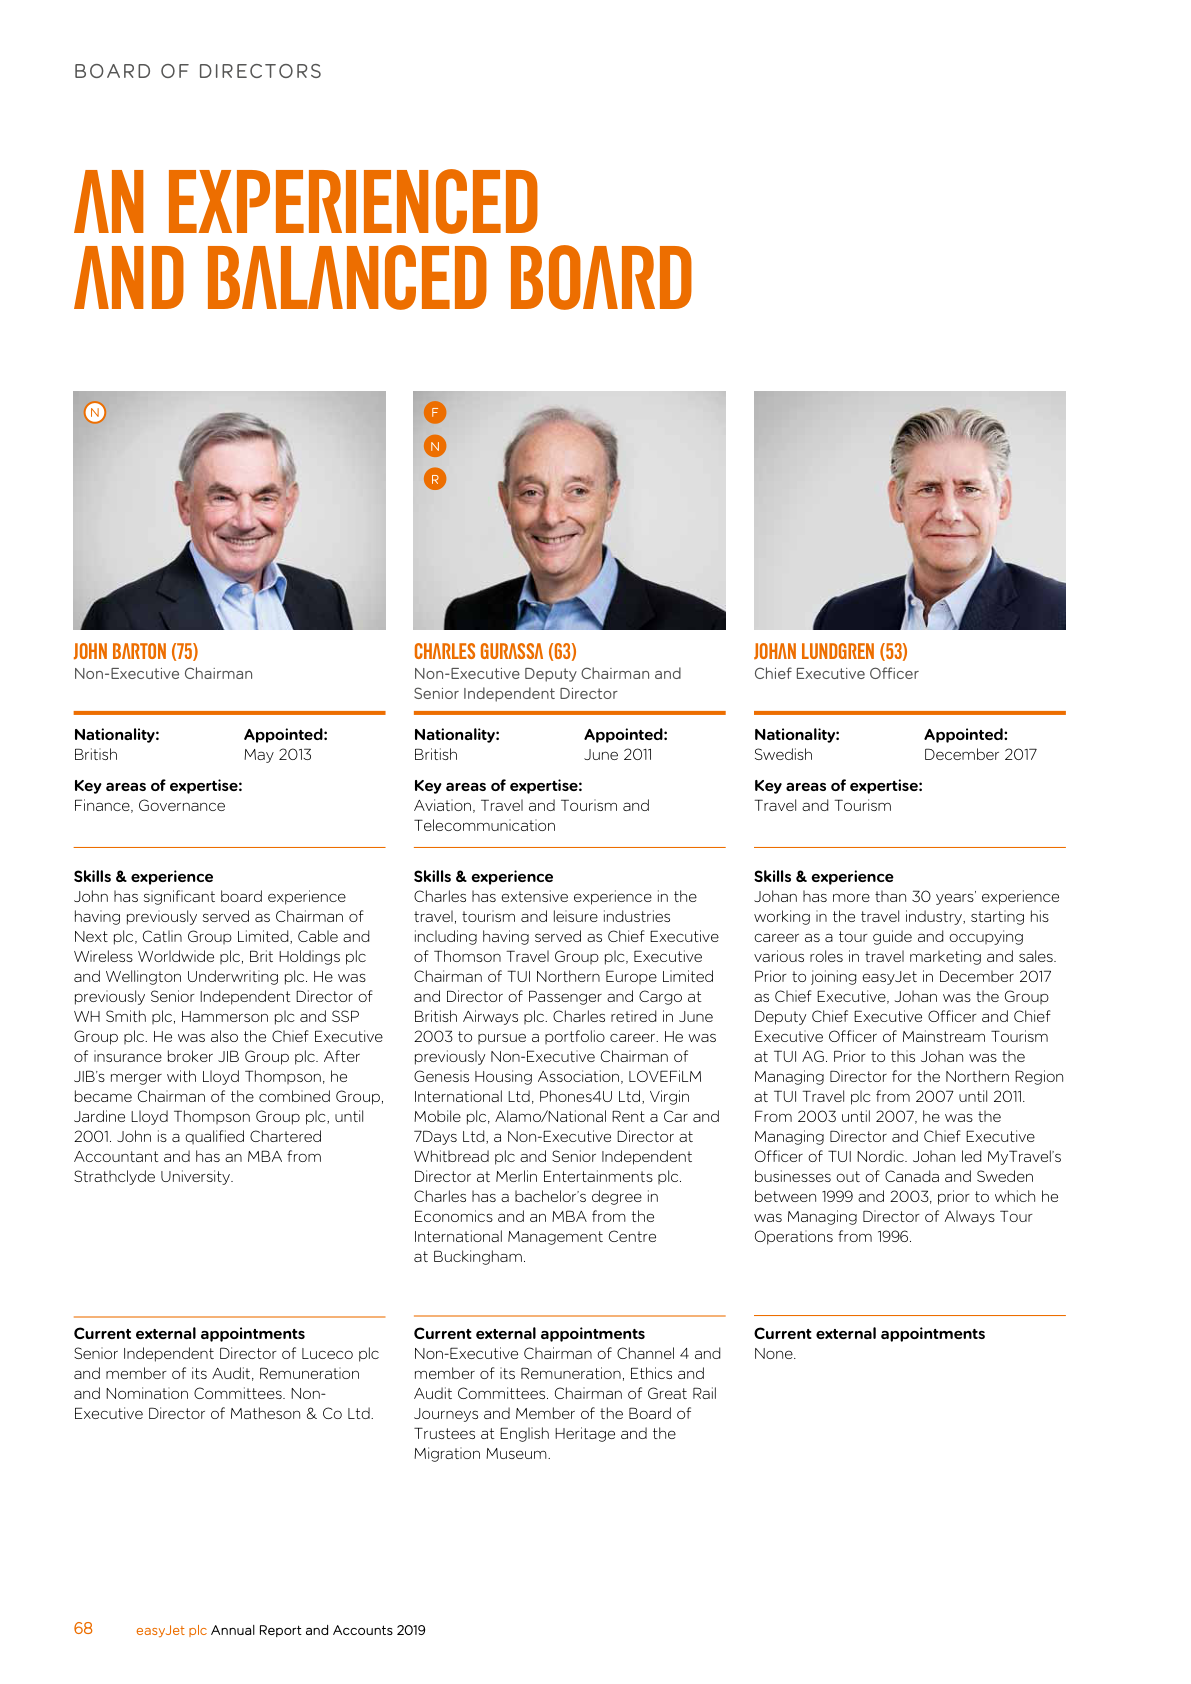 BOARD OF DIRECTORS
AN EXPERIENCED
AND BALANCED BOARD
N
JOHN BARTON (75)
Non-Executive Chairman
Nationality:
British
Appointed:
May 2013
Key areas of expertise:
Finance, Governance
Skills & experience
John has significant board experience
having previously served as Chairman of
Next plc, Catlin Group Limited, Cable and
Wireless Worldwide plc, Brit Holdings plc
and Wellington Underwriting plc. He was
previously Senior Independent Director of
WH Smith plc, Hammerson plc and SSP
Group plc. He was also the Chief Executive
of insurance broker JIB Group plc. After
JIB's merger with Lloyd Thompson, he
became Chairman of the combined Group,
Jardine Lloyd Thompson Group plc, until
2001. John is a qualified Chartered
Accountant and has an MBA from
Strathclyde University.
Current external appointments
Senior Independent Director of Luceco plc
and member of its Audit, Remuneration
and Nomination Committees. Non-
Executive Director of Matheson & Co Ltd.
F
N
R
CHARLES GURASSA (63)
Non-Executive Deputy Chairman and
Senior Independent Director
Nationality:
British
Appointed:
June 2011
Key areas of expertise:
Aviation, Travel and Tourism and
Telecommunication
Skills & experience
Charles has extensive experience in the
travel, tourism and leisure industries
including having served as Chief Executive
of Thomson Travel Group plc, Executive
Chairman of TUI Northern Europe Limited
and Director of Passenger and Cargo at
British Airways plc. Charles retired in June
2003 to pursue a portfolio career. He was
previously Non-Executive Chairman of
Genesis Housing Association, LOVEFiLM
International Ltd, Phones4U Ltd, Virgin
Mobile plc, Alamo/National Rent a Car and
7Days Ltd, a Non-Executive Director at
Whitbread plc and Senior Independent
Director at Merlin Entertainments plc.
Charles has a bachelor's degree in
Economics and an MBA from the
International Management Centre
at Buckingham.
Current external appointments
Non-Executive Chairman of Channel 4 and
member of its Remuneration, Ethics and
Audit Committees. Chairman of Great Rail
Journeys and Member of the Board of
Trustees at English Heritage and the
Migration Museum.
JOHAN LUNDGREN (53)
Chief Executive Officer
Nationality:
Swedish
Appointed:
December 2017
Key areas of expertise:
Travel and Tourism
Skills & experience
Johan has more than 30 years' experience
working in the travel industry, starting his
career as a tour guide and occupying
various roles in travel marketing and sales.
Prior to joining easyJet in December 2017
as Chief Executive, Johan was the Group
Deputy Chief Executive Officer and Chief
Executive Officer of Mainstream Tourism
at TUI AG. Prior to this Johan was the
Managing Director for the Northern Region
at TUI Travel plc from 2007 until 2011.
From 2003 until 2007, he was the
Managing Director and Chief Executive
Officer of TUI Nordic. Johan led MyTravel's
businesses out of Canada and Sweden
between 1999 and 2003, prior to which he
was Managing Director of Always Tour
Operations from 1996.
Current external appointments
None.
68 easyJet plc Annual Report and Accounts 2019